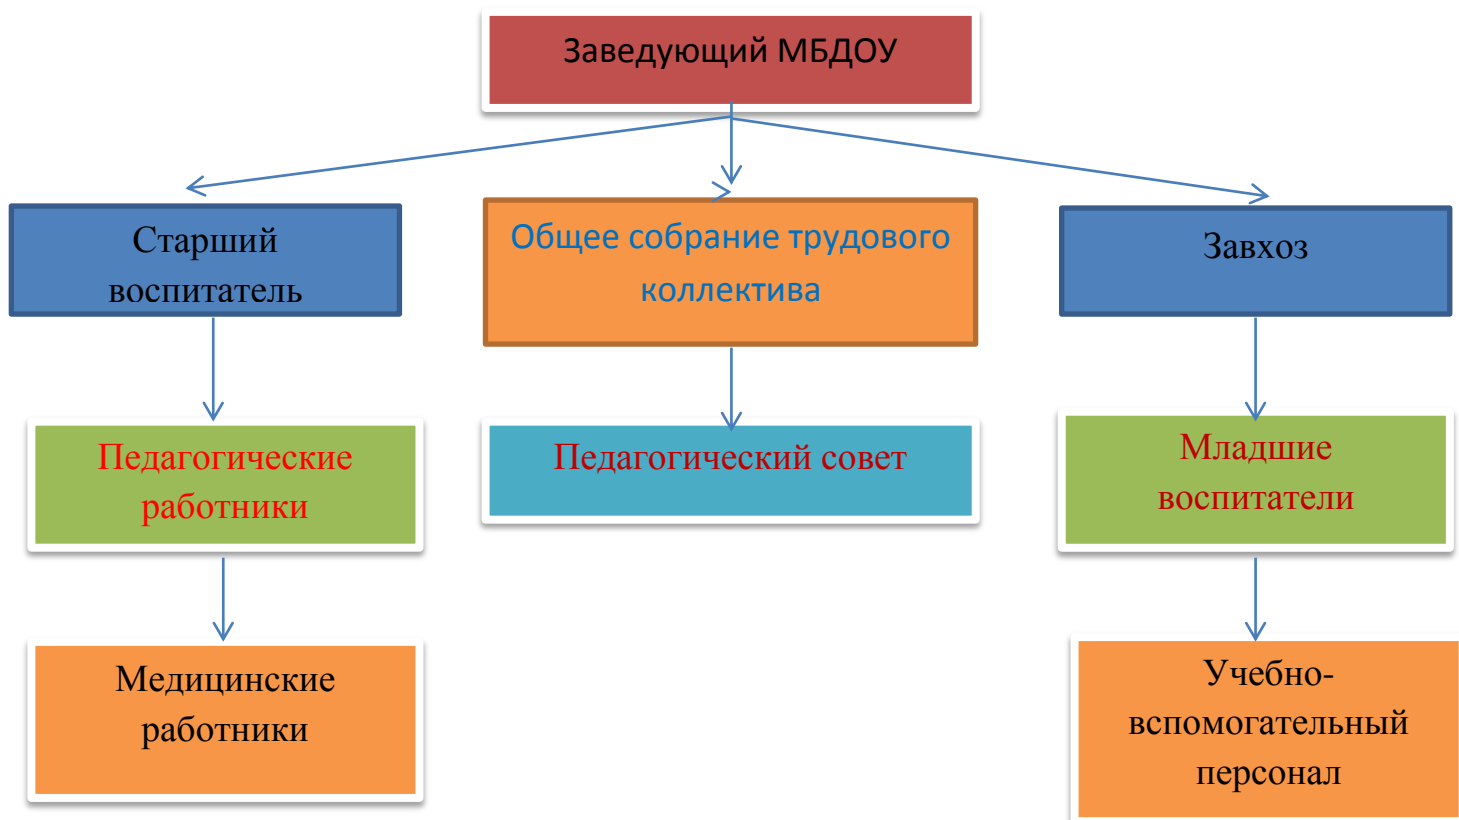 Заведующий МБДОУ
Старший
воспитатель
Общее собрание трудового
коллектива
Завхоз
Педагогические
работники
Педагогический совет
Младшие
воспитатели
Медицинские
работники
Учебно-
вспомогательный
персонал